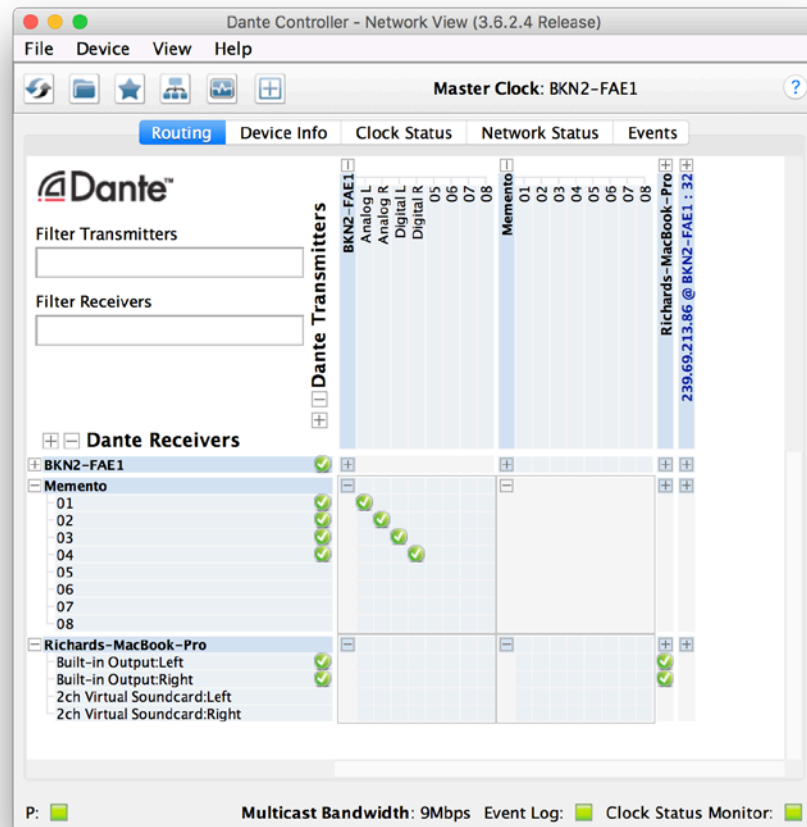 Dante Controller - Network View (3.6.2.4 Release)
File Device View Help
Master Clock: BKN2-FAE1
?
Routing Device Info Clock Status Network Status Events
Dante™
Filter Transmitters
Filter Receivers
Dante Transmitters
BKN2-FAE1
Analog L
Analog R
Digital L
Digital R
05
06
07
08
Memento
01
02
03
04
05
06
07
08
Richards-MacBook-Pro
239.69.213.86 @ BKN2-FAE1 : 32
Dante Receivers
BKN2-FAE1
Memento
01
02
03
04
05
06
07
08
Richards-MacBook-Pro
Built-in Output:Left
Built-in Output:Right
2ch Virtual Soundcard:Left
2ch Virtual Soundcard:Right
P: Multicast Bandwidth: 9Mbps Event Log: Clock Status Monitor: